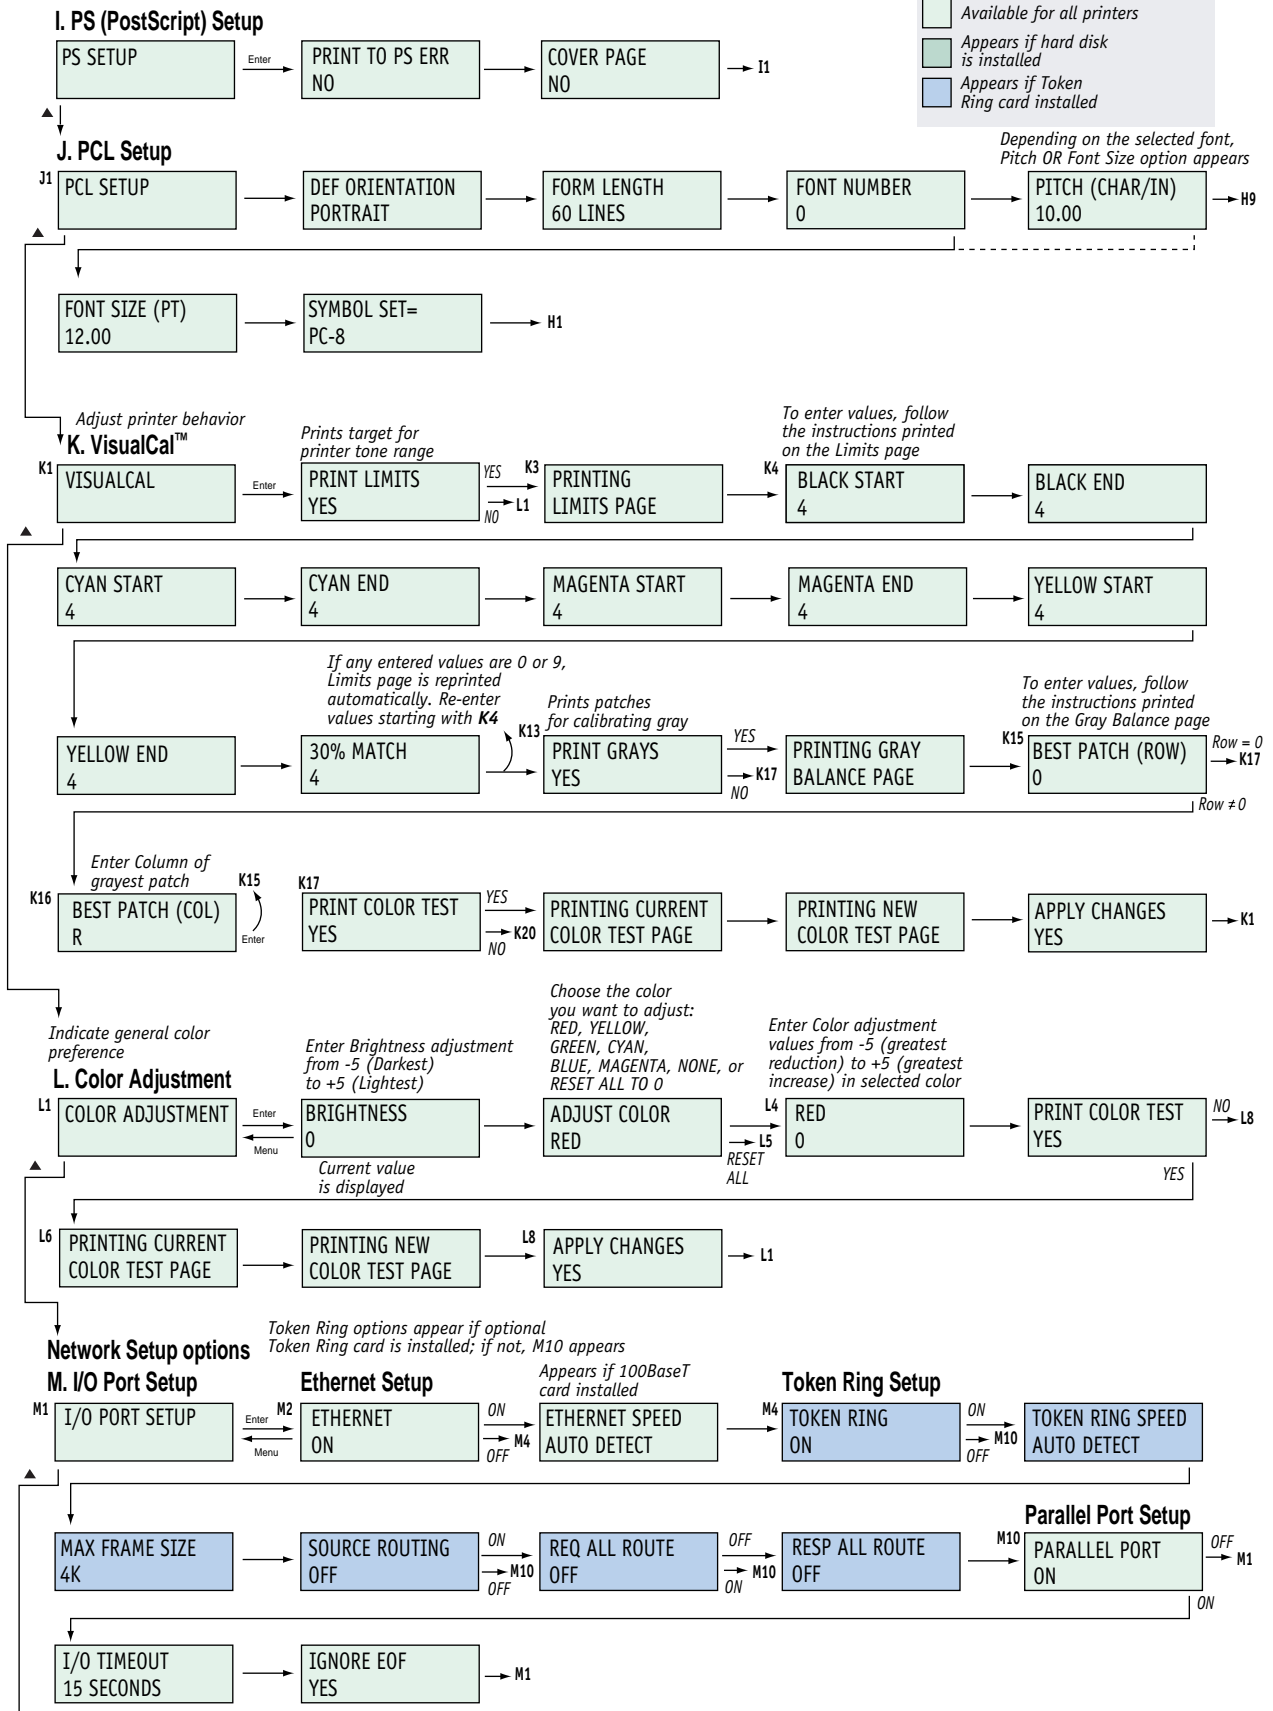 I. PS (PostScript) Setup
Available for all printers
Appears if hard disk
is installed
Appears if Token
Ring card installed
PS SETUP
Enter
PRINT TO PS ERR
NO
COVER PAGE
NO
I1
J. PCL Setup
Depending on the selected font,
Pitch OR Font Size option appears
J1
PCL SETUP
DEF ORIENTATION
PORTRAIT
FORM LENGTH
60 LINES
FONT NUMBER
0
PITCH (CHAR/IN)
10.00
H9
FONT SIZE (PT)
12.00
SYMBOL SET=
PC-8
H1
Adjust printer behavior
K. VisualCal™
Prints target for
printer tone range
To enter values, follow
the instructions printed
on the Limits page
K1
VISUALCAL
Enter
PRINT LIMITS
YES
YES
NO
L1
K3
PRINTING
LIMITS PAGE
K4
BLACK START
4
BLACK END
4
CYAN START
4
CYAN END
4
MAGENTA START
4
MAGENTA END
4
YELLOW START
4
If any entered values are 0 or 9,
Limits page is reprinted
automatically. Re-enter
values starting with K4
Prints patches
for calibrating gray
To enter values, follow
the instructions printed
on the Gray Balance page
YELLOW END
4
30% MATCH
4
K13
PRINT GRAYS
YES
YES
K17
NO
PRINTING GRAY
BALANCE PAGE
K15
BEST PATCH (ROW)
0
Row = 0
K17
Row ≠ 0
Enter Column of
grayest patch
K16
BEST PATCH (COL)
R
K15
Enter
K17
PRINT COLOR TEST
YES
YES
K20
NO
PRINTING CURRENT
COLOR TEST PAGE
PRINTING NEW
COLOR TEST PAGE
APPLY CHANGES
YES
K1
Indicate general color
preference
L. Color Adjustment
Enter Brightness adjustment
from -5 (Darkest)
to +5 (Lightest)
Choose the color
you want to adjust:
RED, YELLOW,
GREEN, CYAN,
BLUE, MAGENTA, NONE, or
RESET ALL TO 0
Enter Color adjustment
values from -5 (greatest
reduction) to +5 (greatest
increase) in selected color
L1
COLOR ADJUSTMENT
Enter
Menu
BRIGHTNESS
0
Current value
is displayed
ADJUST COLOR
RED
L5
RESET
ALL
L4
RED
0
PRINT COLOR TEST
YES
NO
L8
YES
L6
PRINTING CURRENT
COLOR TEST PAGE
PRINTING NEW
COLOR TEST PAGE
L8
APPLY CHANGES
YES
L1
Network Setup options
Token Ring options appear if optional
Token Ring card is installed; if not, M10 appears
M. I/O Port Setup
Ethernet Setup
Appears if 100BaseT
card installed
Token Ring Setup
M1
I/O PORT SETUP
Enter
Menu
M2
ETHERNET
ON
ON
M4
OFF
ETHERNET SPEED
AUTO DETECT
M4
TOKEN RING
ON
ON
M10
OFF
TOKEN RING SPEED
AUTO DETECT
Parallel Port Setup
MAX FRAME SIZE
4K
SOURCE ROUTING
OFF
ON
M10
OFF
REQ ALL ROUTE
OFF
OFF
M10
ON
RESP ALL ROUTE
OFF
M10
PARALLEL PORT
ON
OFF
M1
ON
I/O TIMEOUT
15 SECONDS
IGNORE EOF
YES
M1